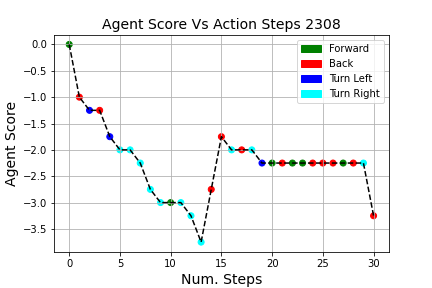 Agent Score Vs Action Steps 2308
Forward
Back
Turn Left
Turn Right
Agent Score
0.0
−0.5
−1.0
−1.5
−2.0
−2.5
−3.0
−3.5
0 5 10 15 20 25 30
Num. Steps